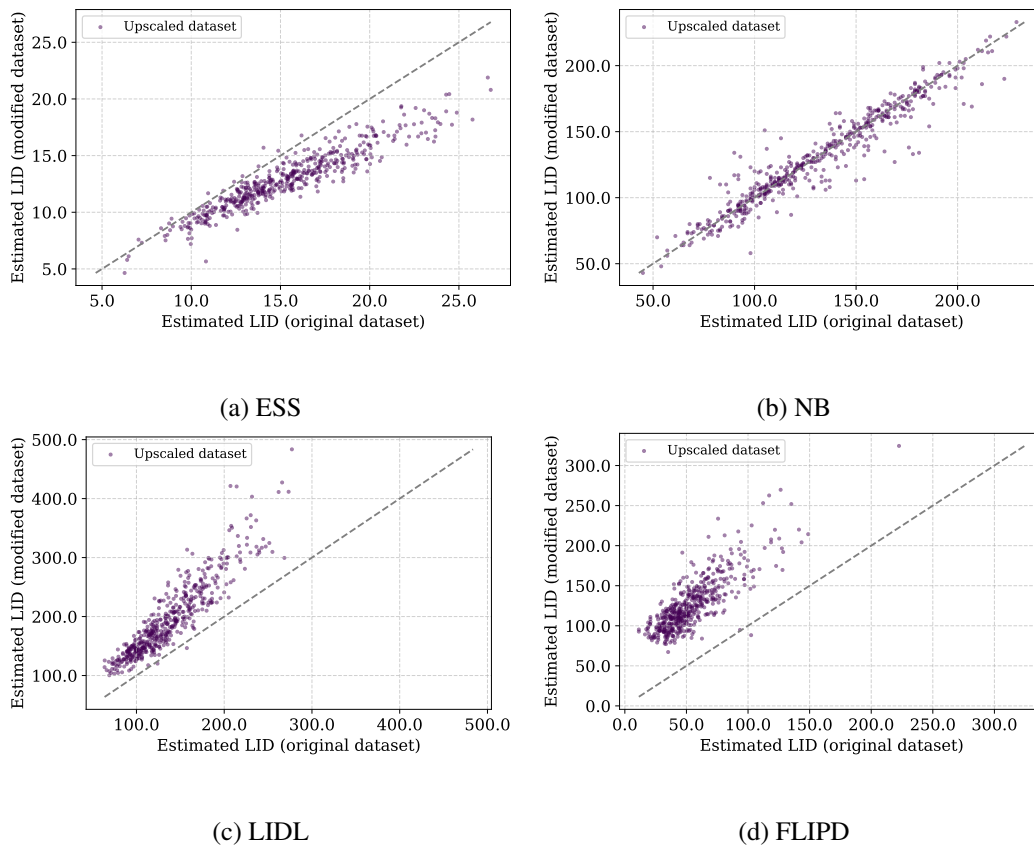 Upscaled dataset
Estimated LID (modified dataset)
25.0
20.0
15.0
10.0
5.0
5.0 10.0 15.0 20.0 25.0
Estimated LID (original dataset)
(a) ESS
Upscaled dataset
Estimated LID (modified dataset)
200.0
150.0
100.0
50.0
50.0 100.0 150.0 200.0
Estimated LID (original dataset)
(b) NB
Upscaled dataset
Estimated LID (modified dataset)
500.0
400.0
300.0
200.0
100.0
100.0 200.0 300.0 400.0 500.0
Estimated LID (original dataset)
(c) LIDL
Upscaled dataset
Estimated LID (modified dataset)
300.0
250.0
200.0
150.0
100.0
50.0
0.0
0.0 50.0 100.0 150.0 200.0 250.0 300.0
Estimated LID (original dataset)
(d) FLIPD